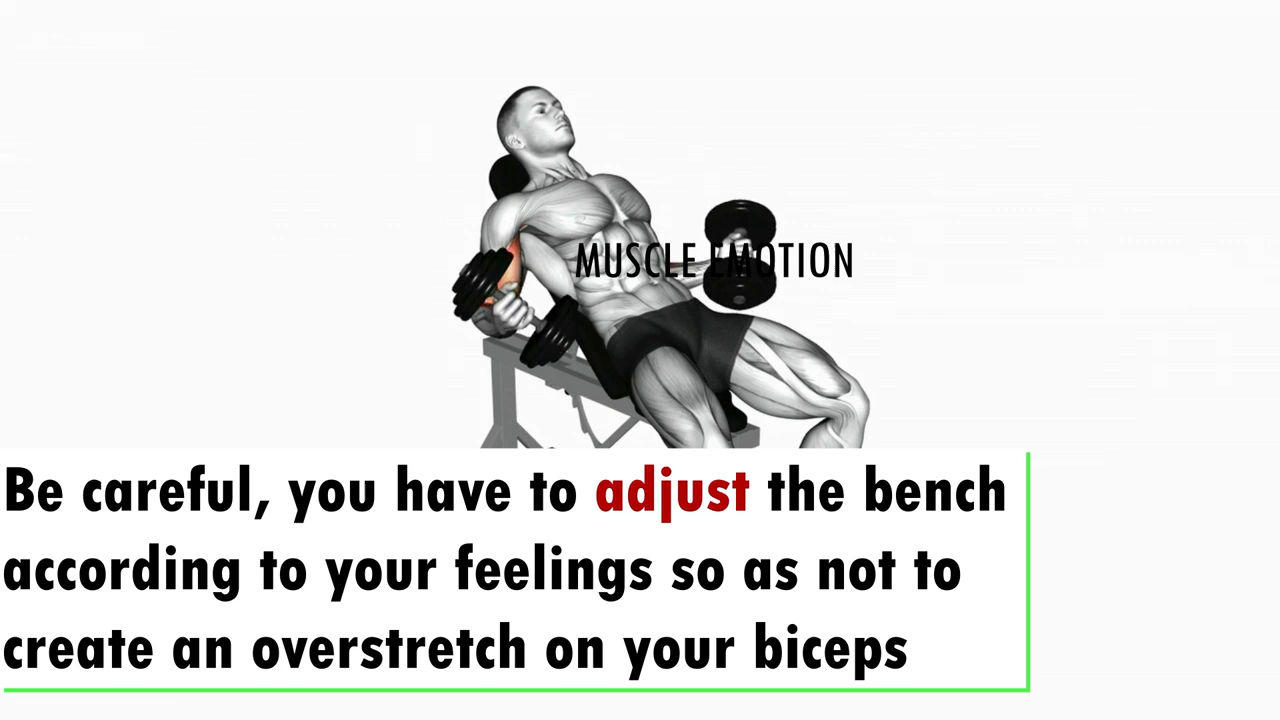 MUSCLE EMOTION
Be careful, you have to adjust the bench
according to your feelings so as not to
create an overstretch on your biceps